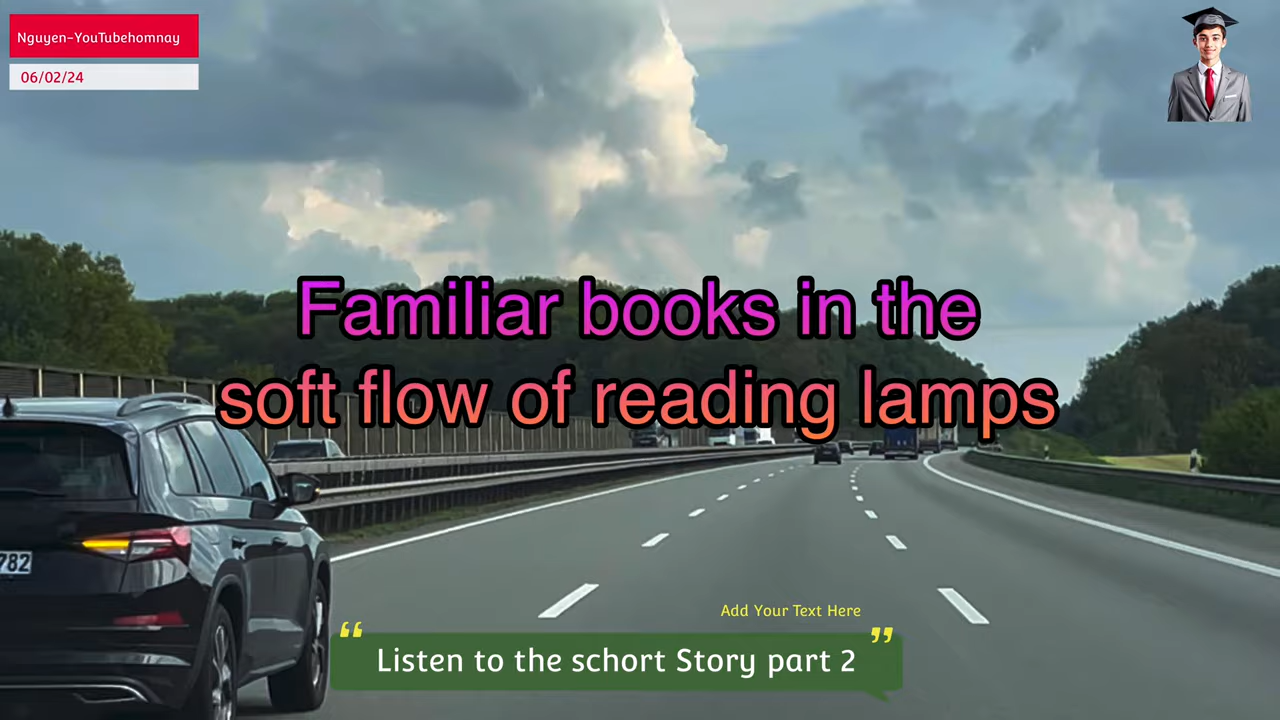 Nguyen-YouTubehomnay
06/02/24
Familiar books in the
soft flow of reading lamps
Add Your Text Here
“ Listen to the schort Story part 2 ”
782